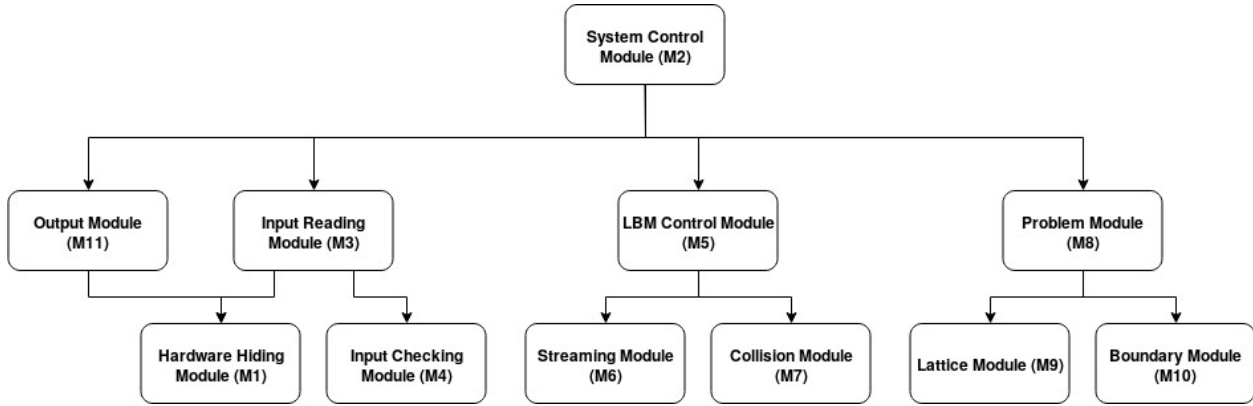 System Control
Module (M2)
Output Module
(M11)
Input Reading
Module (M3)
LBM Control Module
(M5)
Problem Module
(M8)
Hardware Hiding
Module (M1)
Input Checking
Module (M4)
Streaming Module
(M6)
Collision Module
(M7)
Lattice Module (M9)
Boundary Module
(M10)